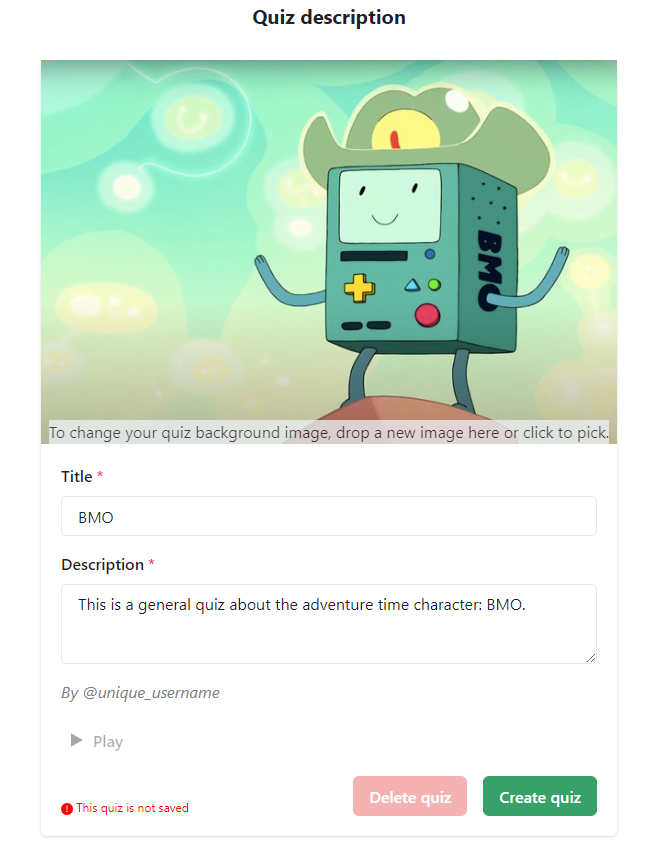 Quiz description
BMO
To change your quiz background image, drop a new image here or click to pick.
Title *
BMO
Description *
This is a general quiz about the adventure time character: BMO.
By @unique_username
Play
This quiz is not saved
Delete quiz
Create quiz